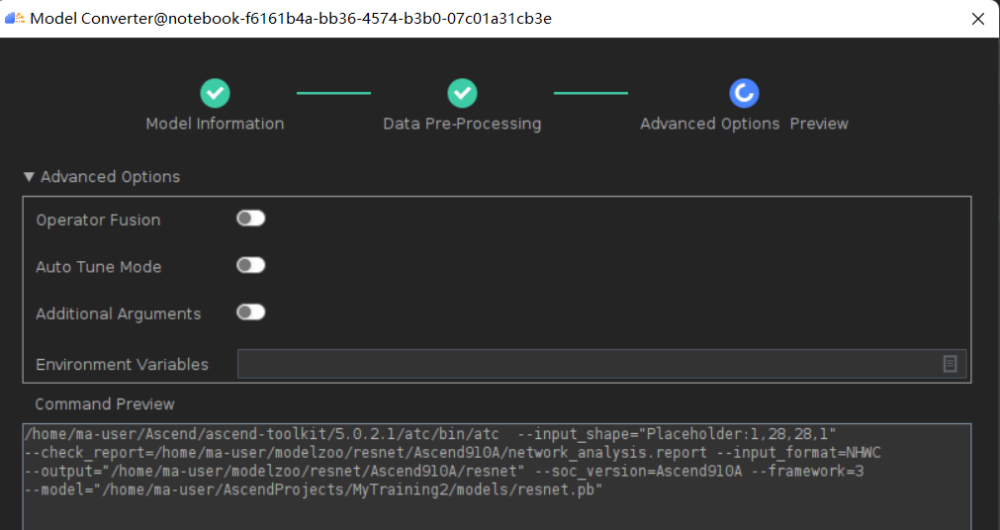 Model Converter@notebook-f6161b4a-bb36-4574-b3b0-07c01a31cb3e
Model Information
Data Pre-Processing
Advanced Options Preview
Advanced Options
Operator Fusion
Auto Tune Mode
Additional Arguments
Environment Variables
Command Preview
/home/ma-user/Ascend/ascend-toolkit/5.0.2.1/atc/bin/atc  --input_shape="Placeholder:1,28,28,1"
--check_report=/home/ma-user/modelzoo/resnet/Ascend910A/network_analysis.report --input_format=NHWC
--output="/home/ma-user/modelzoo/resnet/Ascend910A/resnet" --soc_version=Ascend910A --framework=3
--model="/home/ma-user/AscendProjects/MyTraining2/models/resnet.pb"